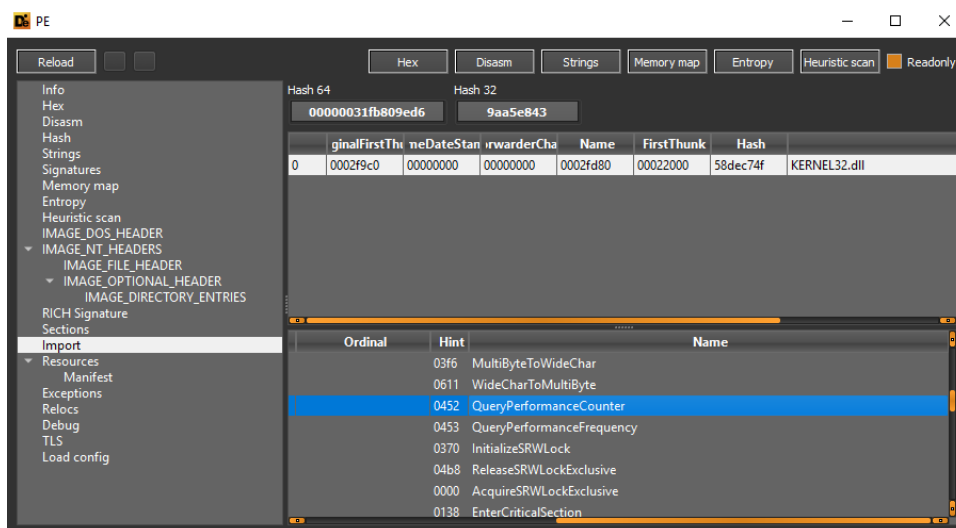 PE
Reload Hex Disasm Strings Memory map Entropy Heuristic scan Readonly
Info
Hex
Disasm
Hash
Strings
Signatures
Memory map
Entropy
Heuristic scan
IMAGE_DOS_HEADER
IMAGE_NT_HEADERS
IMAGE_FILE_HEADER
IMAGE_OPTIONAL_HEADER
IMAGE_DIRECTORY_ENTRIES
RICH Signature
Sections
Import
Resources
Manifest
Exceptions
Relocs
Debug
TLS
Load config
Hash 64 Hash 32
00000031fb809ed6 9aa5e843
ginalFirstThu neDateStan rwarderCha Name FirstThunk Hash
0 0002f9c0 00000000 00000000 0002fd80 00022000 58dec74f KERNEL32.dll
Ordinal Hint Name
03f6 MultiByteToWideChar
0611 WideCharToMultiByte
0452 QueryPerformanceCounter
0453 QueryPerformanceFrequency
0370 InitializeSRWLock
04b8 ReleaseSRWLockExclusive
0000 AcquireSRWLockExclusive
0138 EnterCriticalSection